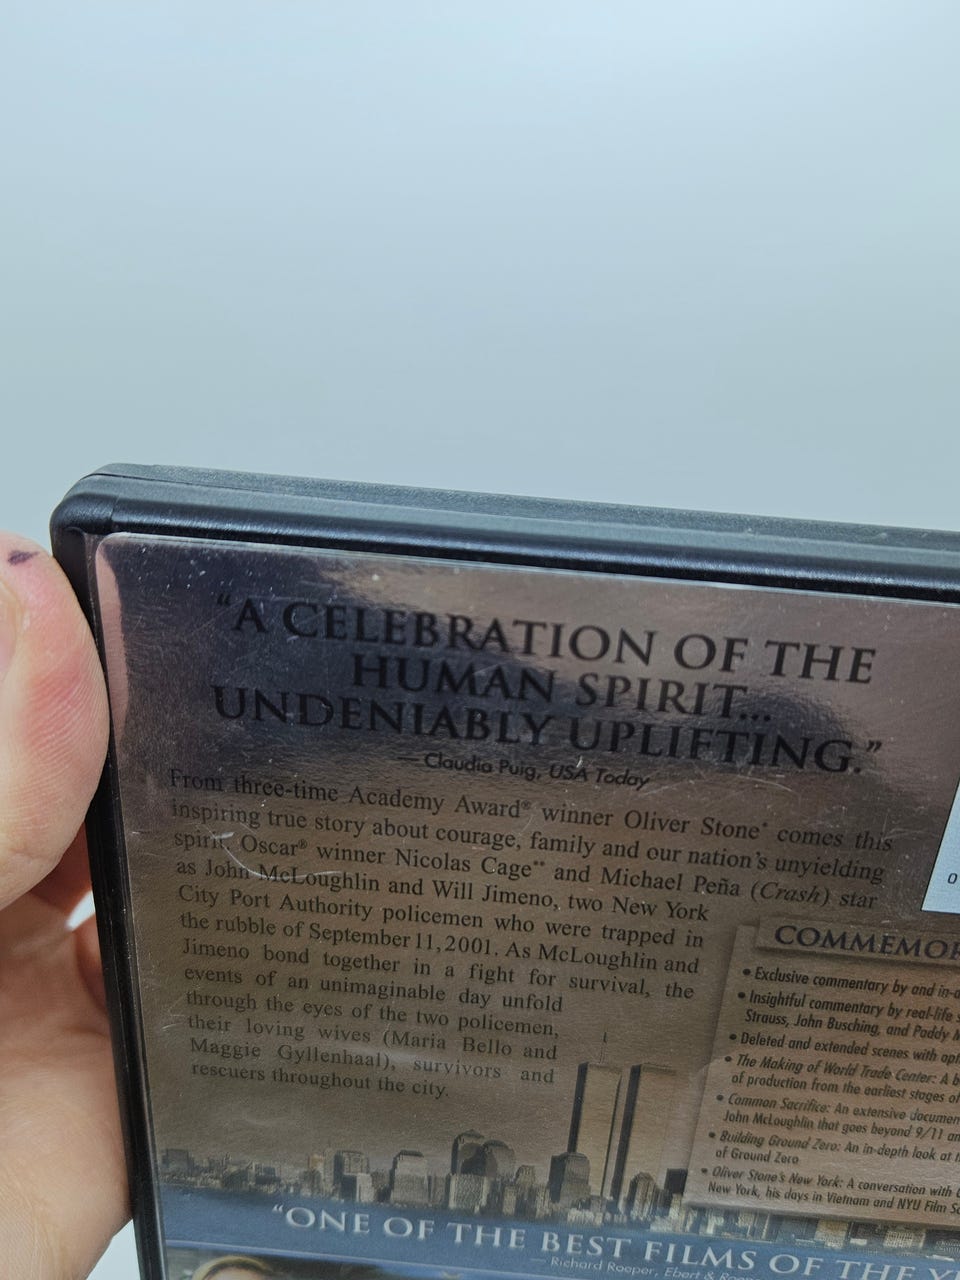 “A CELEBRATION OF THE
HUMAN SPIRIT...
UNDENIABLY UPLIFTING.”
— Claudia Puig, USA Today
From three-time Academy Award® winner Oliver Stone* comes this
inspiring true story about courage, family and our nation's unyielding
spirit. Oscar® winner Nicolas Cage** and Michael Peña (Crash) star
as John McLoughlin and Will Jimeno, two New York
City Port Authority policemen who were trapped in
the rubble of September 11, 2001. As McLoughlin and
Jimeno bond together in a fight for survival, the
events of an unimaginable day unfold
through the eyes of the two policemen,
their loving wives (Maria Bello and
Maggie Gyllenhaal), survivors and
rescuers throughout the city.
0
COMMEMOR
• Exclusive commentary by and in-d
• Insightful commentary by real-life s
Strauss, John Busching, and Paddy M
• Deleted and extended scenes with opt
• The Making of World Trade Center: A b
of production from the earliest stages of
• Common Sacrifice: An extensive documen
John McLoughlin that goes beyond 9/11 an
• Building Ground Zero: An in-depth look at t
of Ground Zero
• Oliver Stone's New York: A conversation with
New York, his days in Vietnam and NYU Film Sc
“ONE OF THE BEST FILMS OF THE YE
— Richard Roeper, Ebert & Roep